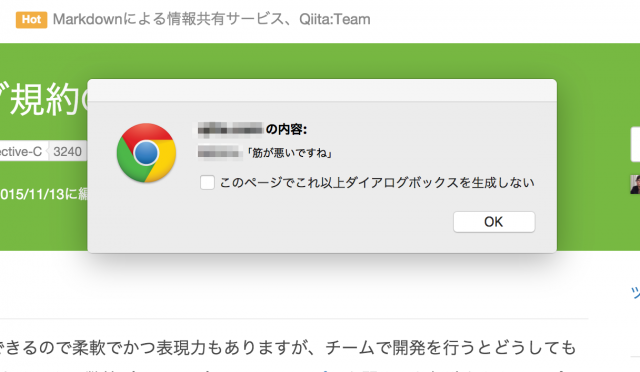 Hot Markdownによる情報共有サービス、Qiita:Team
規約の
の内容:
「筋が悪いですね」
このページでこれ以上ダイアログボックスを生成しない
OK
ective-C 3240
2015/11/13に編
できるので柔軟でかつ表現力もありますが、チームで開発を行うとどうしても